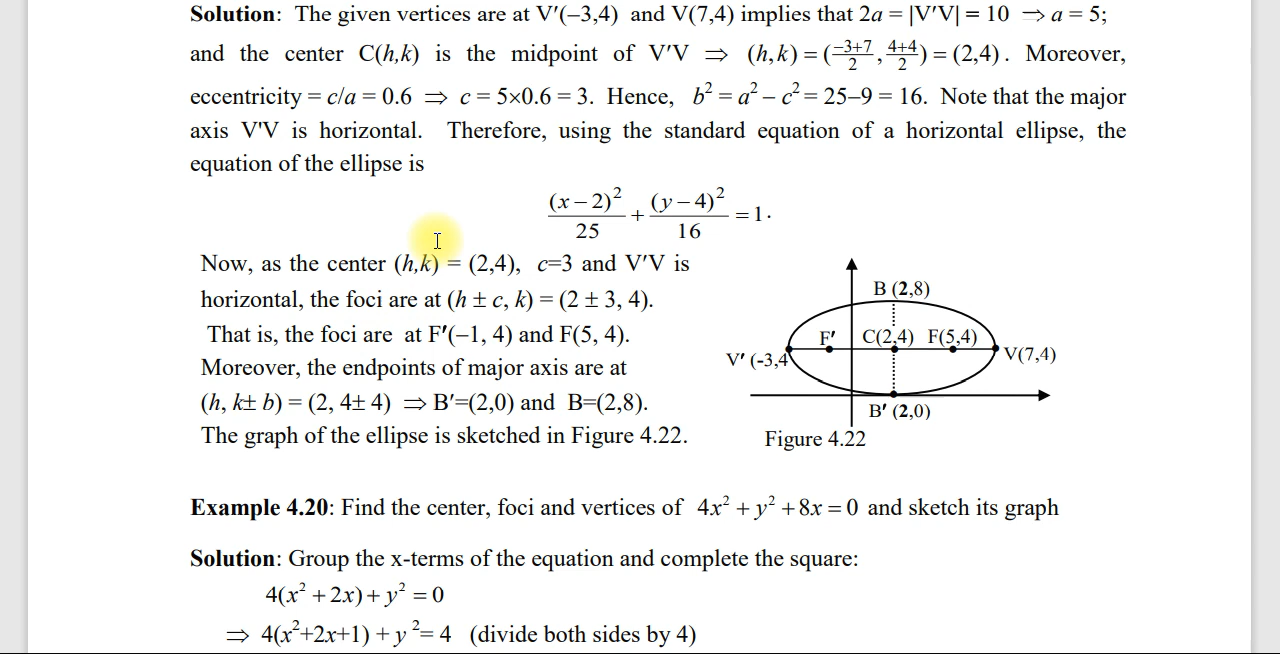 Solution: The given vertices are at V′(−3,4) and V(7,4) implies that 2a = |V′V| = 10 ⇒ a = 5;
and the center C(h,k) is the midpoint of V′V ⇒ (h,k) = (−3+7/2, 4+4/2) = (2,4). Moreover,
eccentricity = c/a = 0.6 ⇒ c = 5×0.6 = 3. Hence, b² = a² – c² = 25–9 = 16. Note that the major
axis V'V is horizontal. Therefore, using the standard equation of a horizontal ellipse, the
equation of the ellipse is
(x – 2)²/25 + (y – 4)²/16 = 1.
Now, as the center (h,k) = (2,4), c=3 and V′V is
horizontal, the foci are at (h ± c, k) = (2 ± 3, 4).
That is, the foci are at F′(−1, 4) and F(5, 4).
Moreover, the endpoints of major axis are at
(h, k± b) = (2, 4± 4) ⇒ B′=(2,0) and B=(2,8).
The graph of the ellipse is sketched in Figure 4.22.
B (2,8)
F′ C(2,4) F(5,4)
V′ (-3,4
V(7,4)
B′ (2,0)
Figure 4.22
Example 4.20: Find the center, foci and vertices of 4x² + y² + 8x = 0 and sketch its graph
Solution: Group the x-terms of the equation and complete the square:
4(x² + 2x) + y² = 0
⇒ 4(x²+2x+1) + y² = 4 (divide both sides by 4)